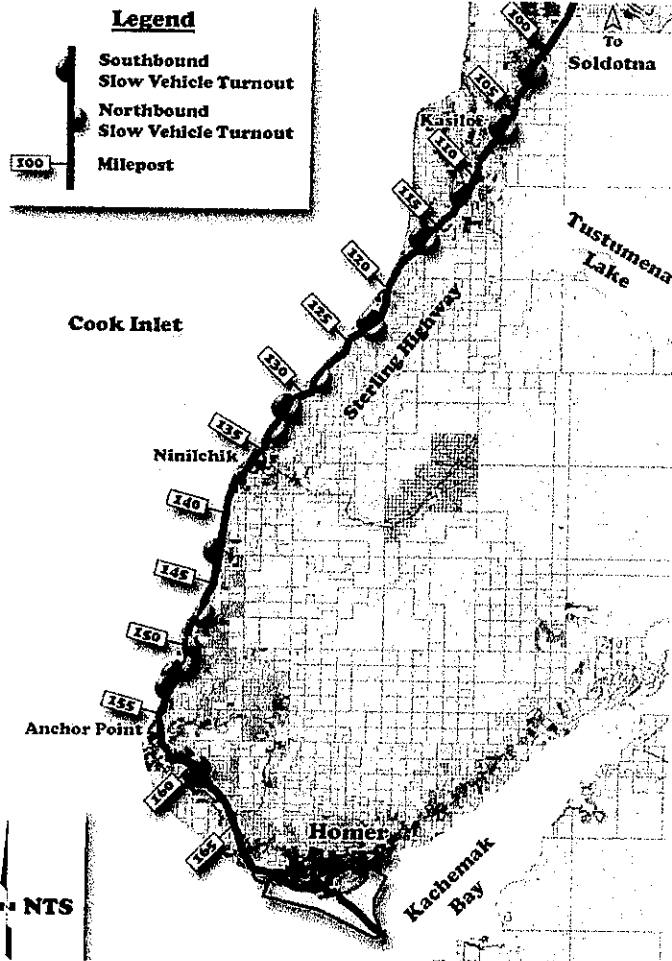 Legend
Southbound
Slow Vehicle Turnout
Northbound
Slow Vehicle Turnout
100
Milepost
100
To
Soldotna
105
Kasilof
110
115
Tustumena
Lake
120
Cook Inlet
125
Sterling Highway
130
135
Ninilchik
140
145
150
155
Anchor Point
160
165
Homer
Kachemak
Bay
NTS